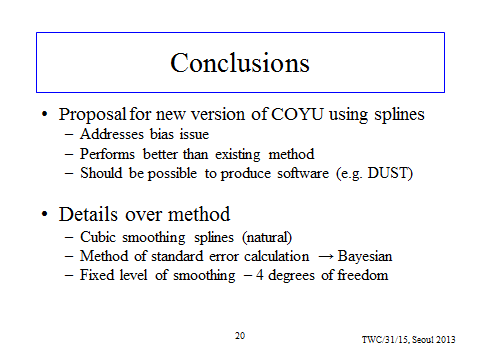 Conclusions
• Proposal for new version of COYU using splines
– Addresses bias issue
– Performs better than existing method
– Should be possible to produce software (e.g. DUST)
• Details over method
– Cubic smoothing splines (natural)
– Method of standard error calculation → Bayesian
– Fixed level of smoothing – 4 degrees of freedom
20
TWC/31/15, Seoul 2013